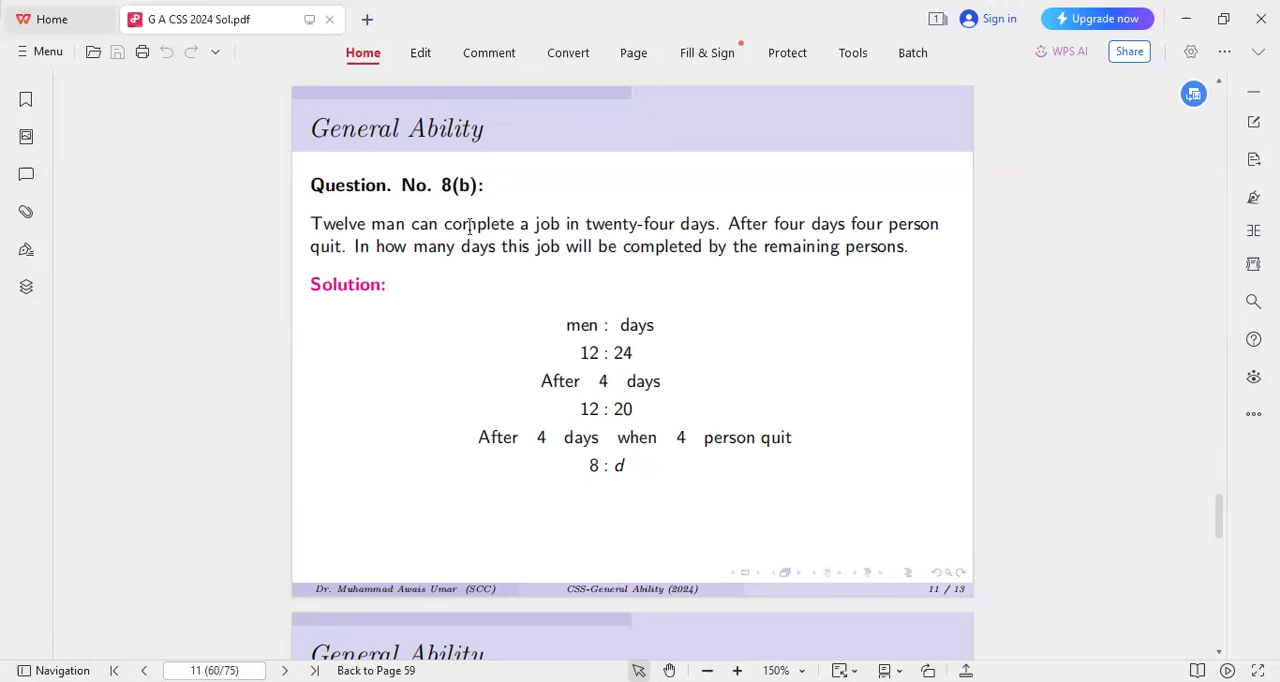 Home
G A CSS 2024 Sol.pdf
1
Sign in
Upgrade now
Menu
Home
Edit
Comment
Convert
Page
Fill & Sign
Protect
Tools
Batch
WPS AI
Share
General Ability
Question. No. 8(b):
Twelve man can complete a job in twenty-four days. After four days four person
quit. In how many days this job will be completed by the remaining persons.
Solution:
men : days
12 : 24
After 4 days
12 : 20
After 4 days when 4 person quit
8 : d
Dr. Muhammad Awais Umar (SCC)
CSS-General Ability (2024)
11 / 13
General Ability
Navigation
11 (60/75)
Back to Page 59
150%